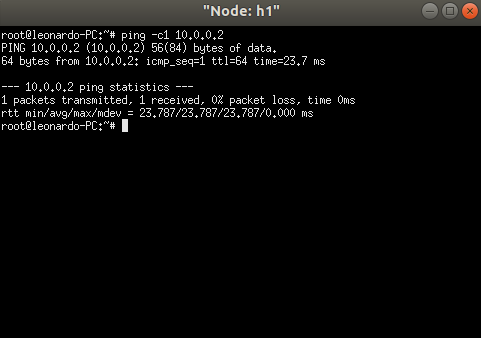 "Node: h1"
root@leonardo-PC:~# ping -c1 10.0.0.2
PING 10.0.0.2 (10.0.0.2) 56(84) bytes of data.
64 bytes from 10.0.0.2: icmp_seq=1 ttl=64 time=23.7 ms

--- 10.0.0.2 ping statistics ---
1 packets transmitted, 1 received, 0% packet loss, time 0ms
rtt min/avg/max/mdev = 23.787/23.787/23.787/0.000 ms
root@leonardo-PC:~#